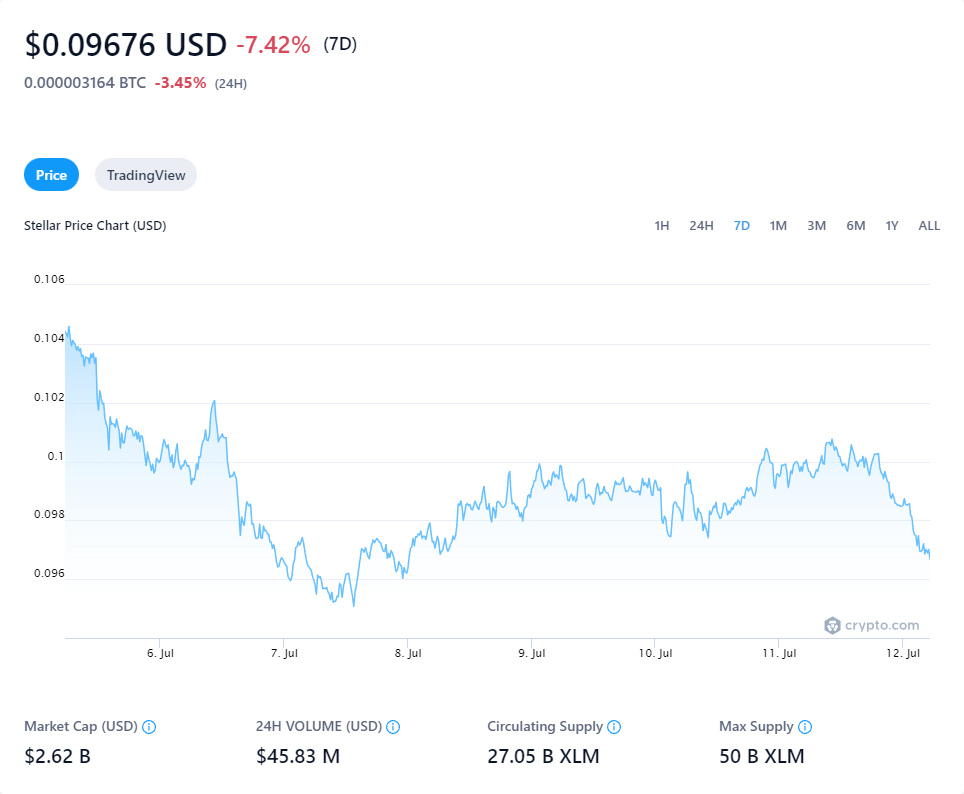 $0.09676 USD -7.42% (7D)
0.000003164 BTC -3.45% (24H)
Price TradingView
Stellar Price Chart (USD) 1H 24H 7D 1M 3M 6M 1Y ALL
0.106
0.104
0.102
0.1
0.098
0.096
crypto.com
6. Jul 7. Jul 8. Jul 9. Jul 10. Jul 11. Jul 12. Jul
Market Cap (USD) 24H VOLUME (USD) Circulating Supply Max Supply
$2.62 B $45.83 M 27.05 B XLM 50 B XLM